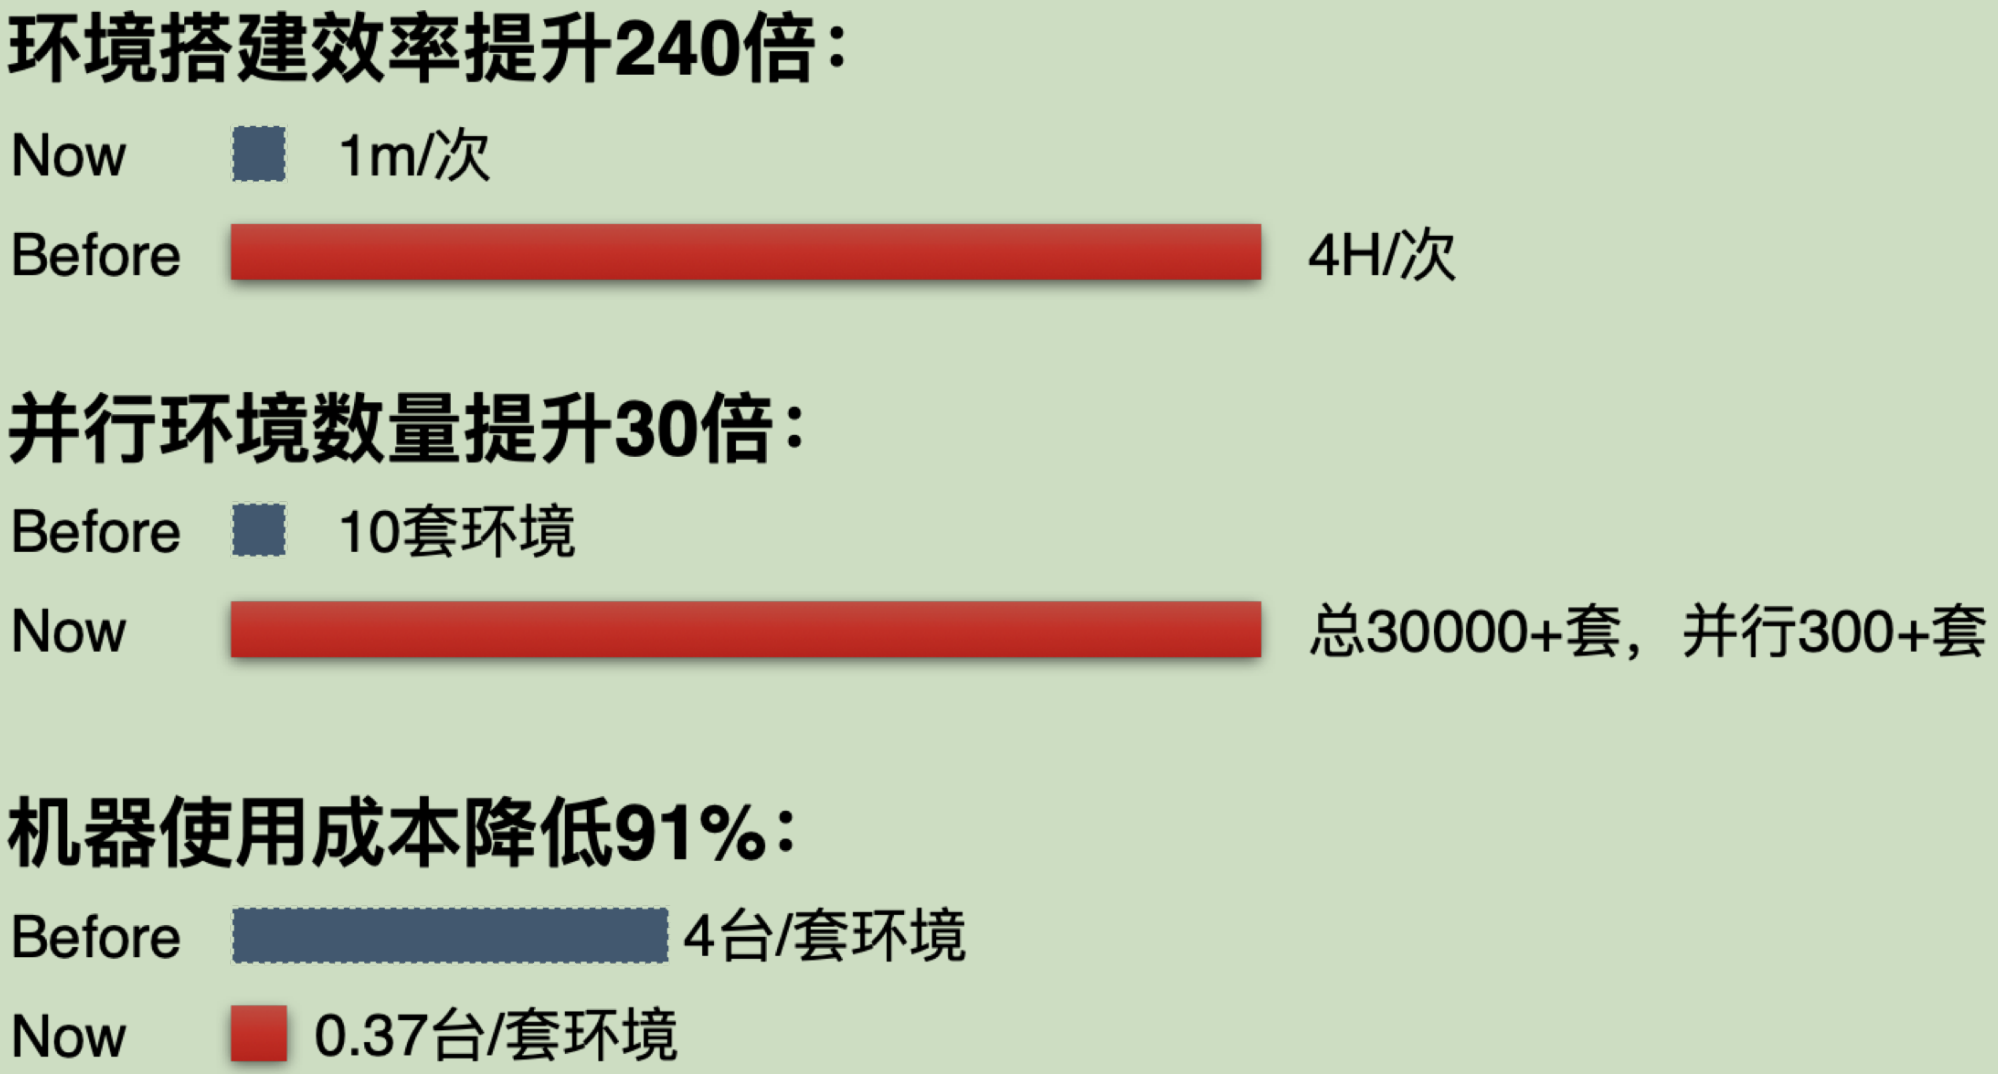 环境搭建效率提升240倍：
Now 1m/次
Before 4H/次
并行环境数量提升30倍：
Before 10套环境
Now 总30000+套，并行300+套
机器使用成本降低91%：
Before 4台/套环境
Now 0.37台/套环境